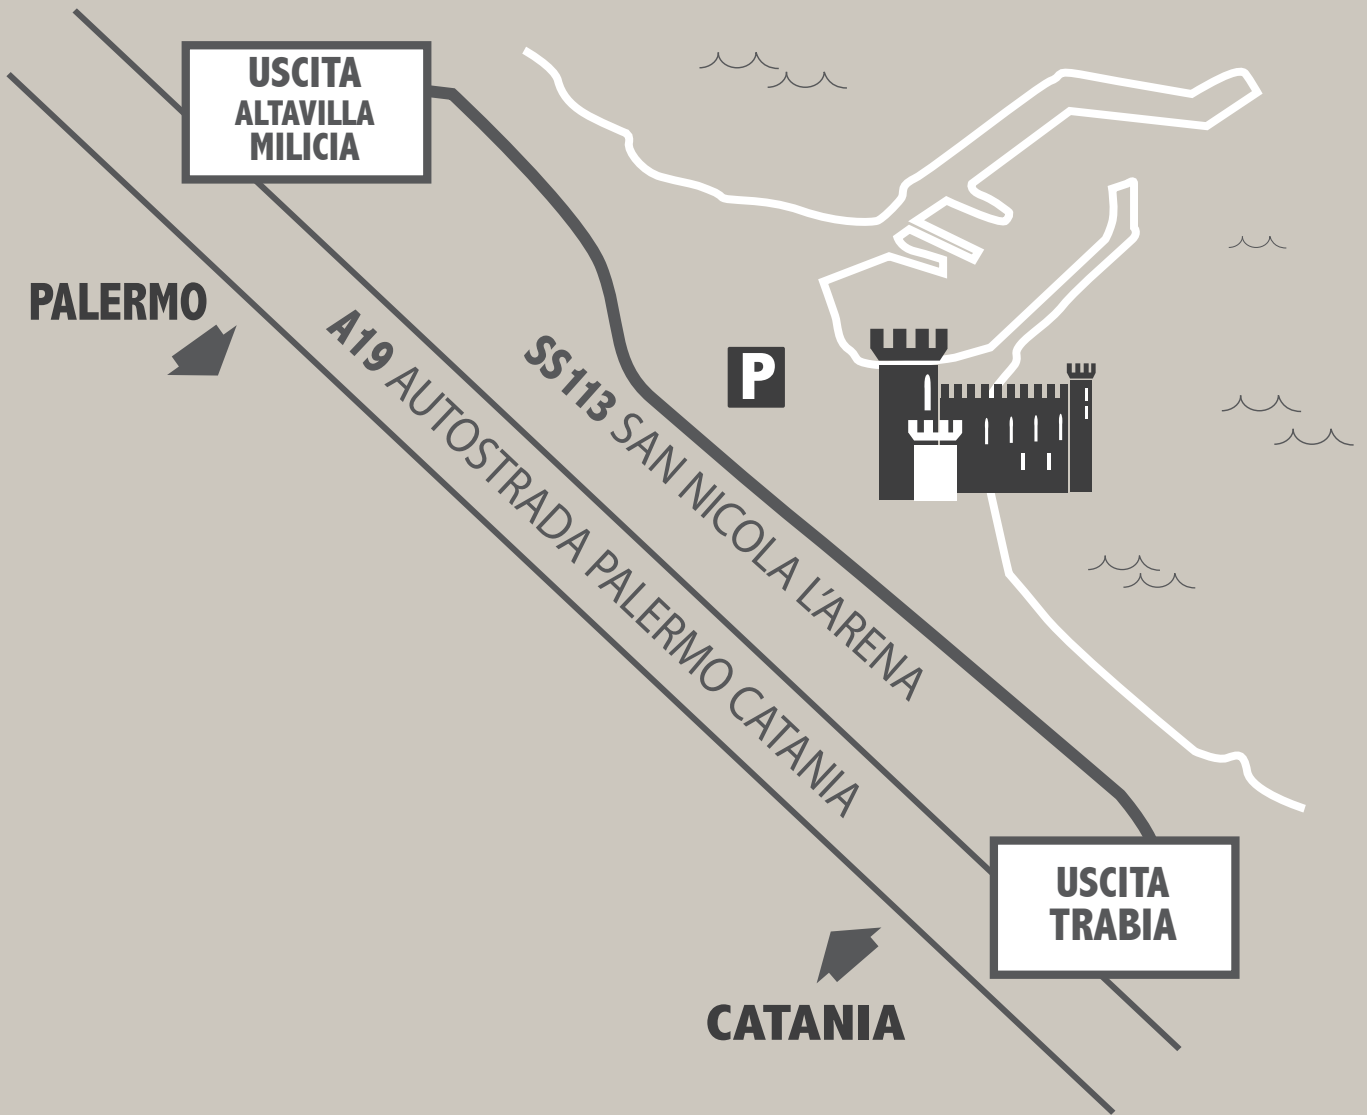 USCITA
ALTAVILLA
MILICIA
PALERMO
A19 AUTOSTRADA PALERMO CATANIA
SS113 SAN NICOLA L'ARENA
P
USCITA
TRABIA
CATANIA